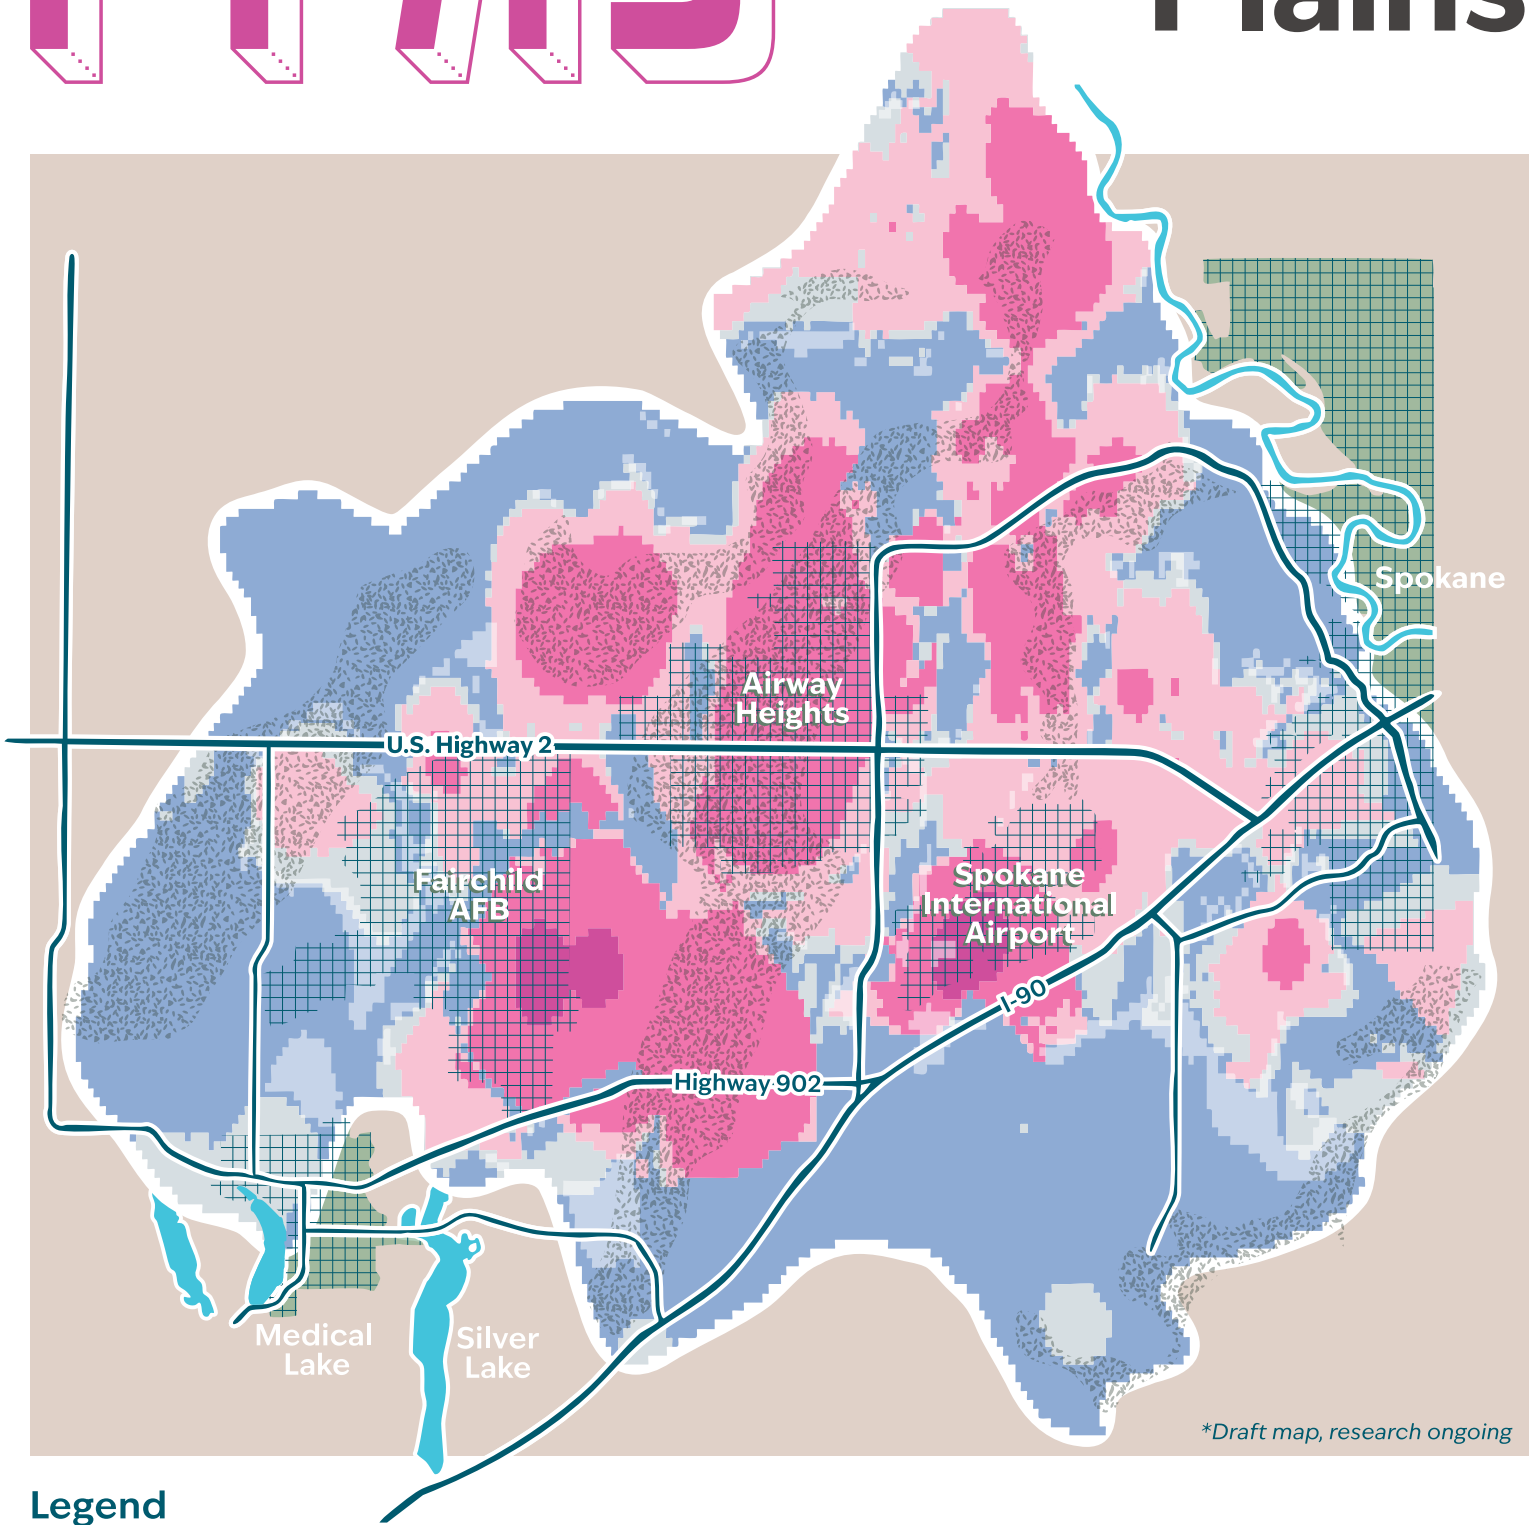 Spokane
Airway
Heights
U.S. Highway 2
Fairchild
AFB
Spokane
International
Airport
I-90
Highway 902
Medical
Lake
Silver
Lake
*Draft map, research ongoing
Legend